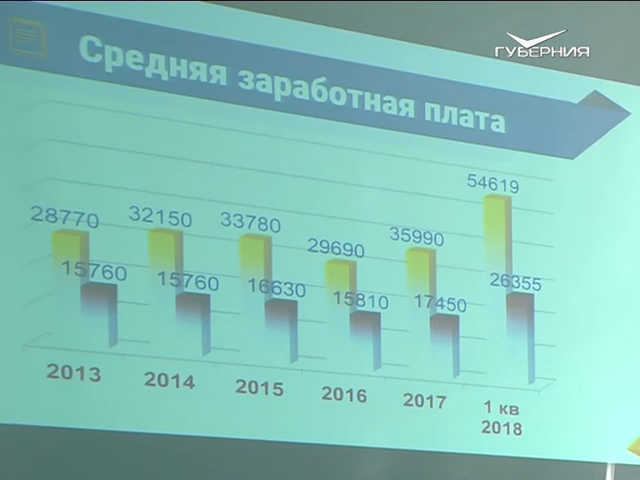 ГУБЕРНИЯ
Средняя заработная плата
54619
28770 32150 33780 29690 35990
15760 15760 16630 15810 17450 26355
2013 2014 2015 2016 2017 1 кв
2018